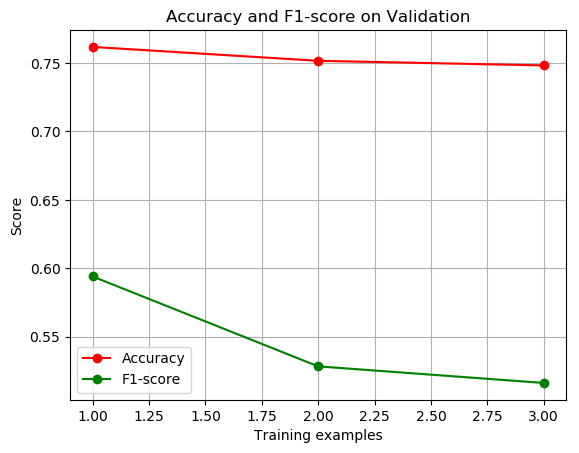 Accuracy and F1-score on Validation
Score
0.75
0.70
0.65
0.60
0.55
Accuracy
F1-score
1.00 1.25 1.50 1.75 2.00 2.25 2.50 2.75 3.00
Training examples